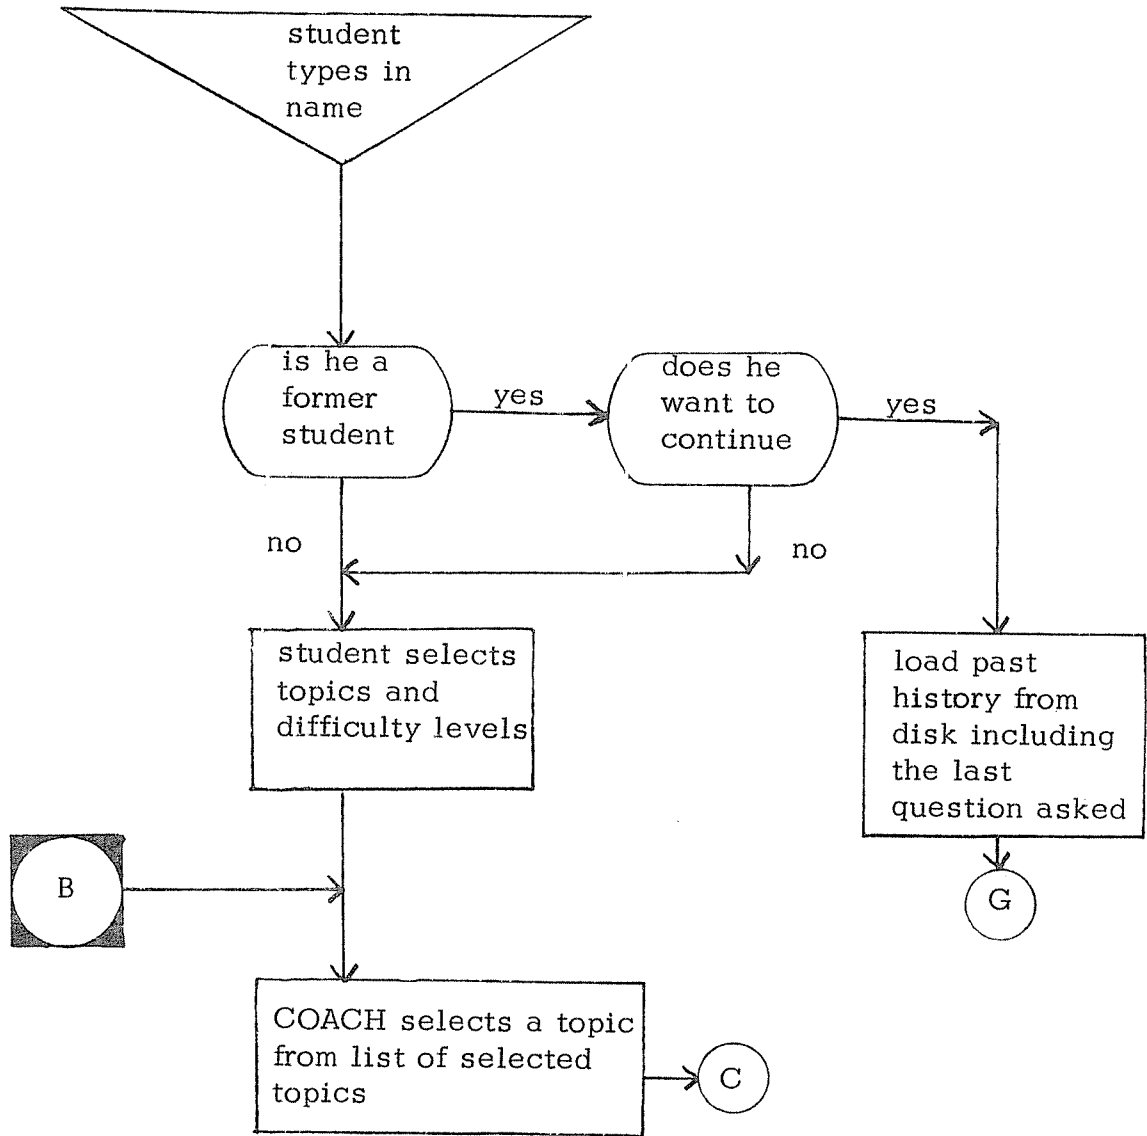 student
types in
name
is he a
former
student
yes
does he
want to
continue
yes
no
no
student selects
topics and
difficulty levels
load past
history from
disk including
the last
question asked
B
G
COACH selects a topic
from list of selected
topics
C